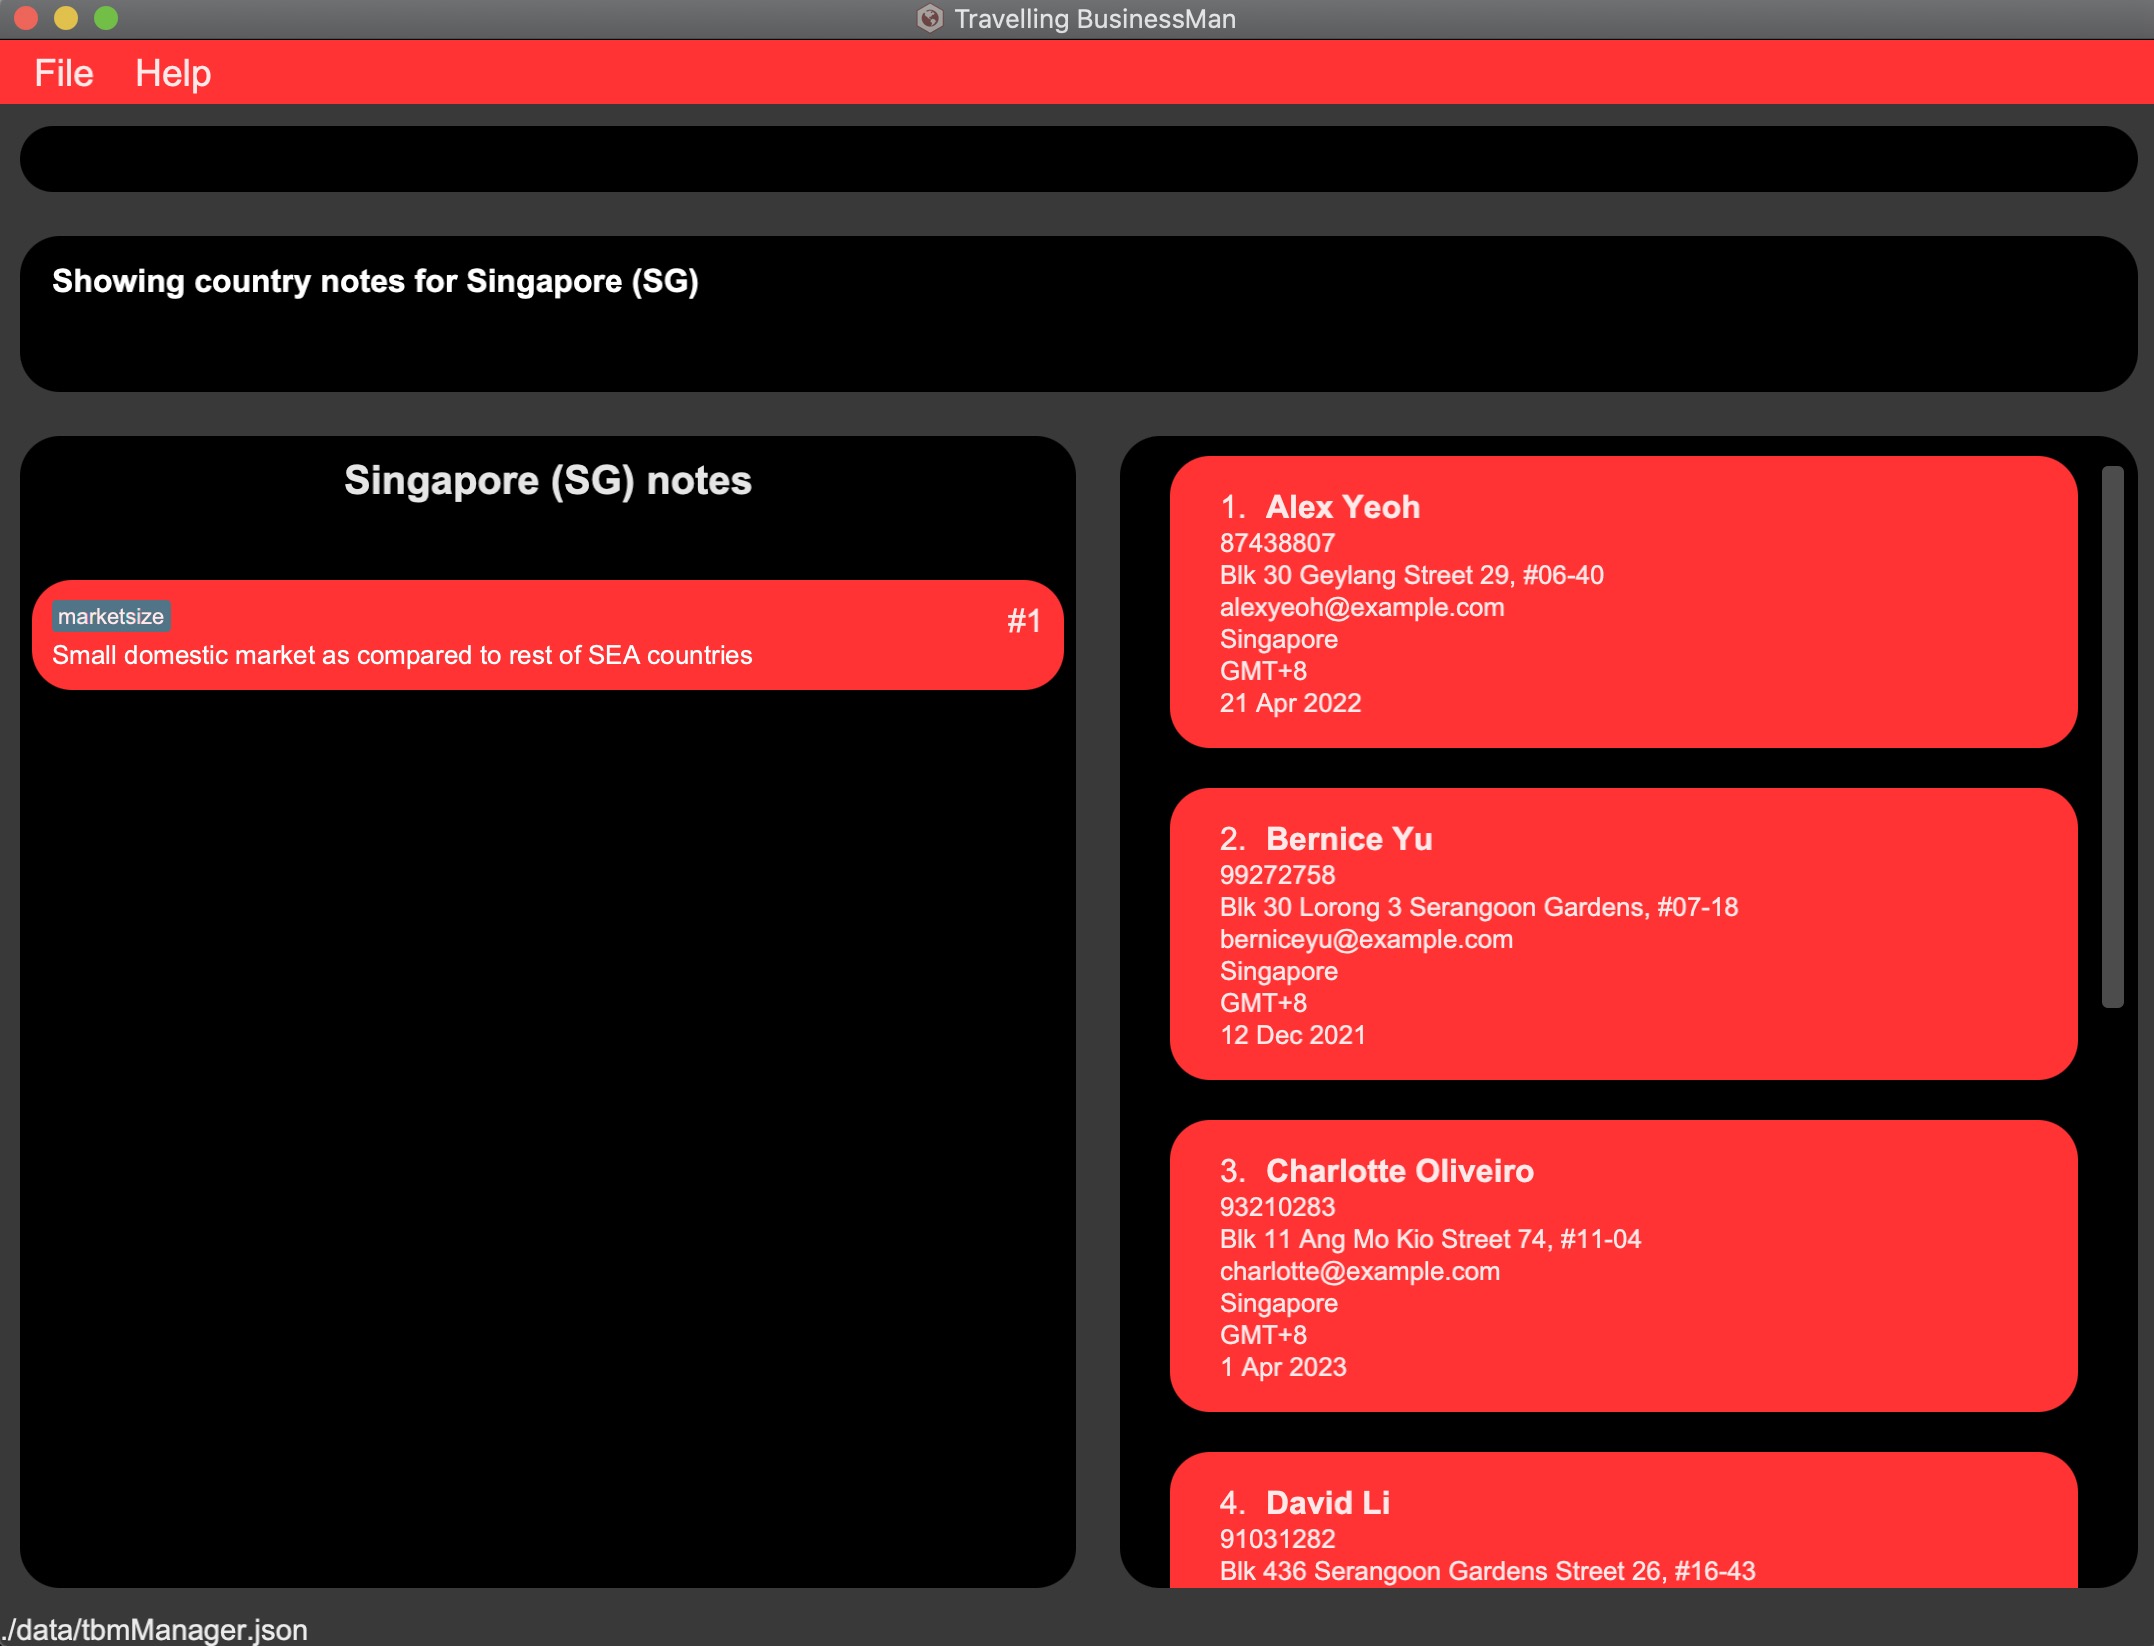 Travelling BusinessMan
File Help
Showing country notes for Singapore (SG)
Singapore (SG) notes
marketsize
#1
Small domestic market as compared to rest of SEA countries
1. Alex Yeoh
87438807
Blk 30 Geylang Street 29, #06-40
alexyeoh@example.com
Singapore
GMT+8
21 Apr 2022
2. Bernice Yu
99272758
Blk 30 Lorong 3 Serangoon Gardens, #07-18
berniceyu@example.com
Singapore
GMT+8
12 Dec 2021
3. Charlotte Oliveiro
93210283
Blk 11 Ang Mo Kio Street 74, #11-04
charlotte@example.com
Singapore
GMT+8
1 Apr 2023
4. David Li
91031282
Blk 436 Serangoon Gardens Street 26, #16-43
./data/tbmManager.json